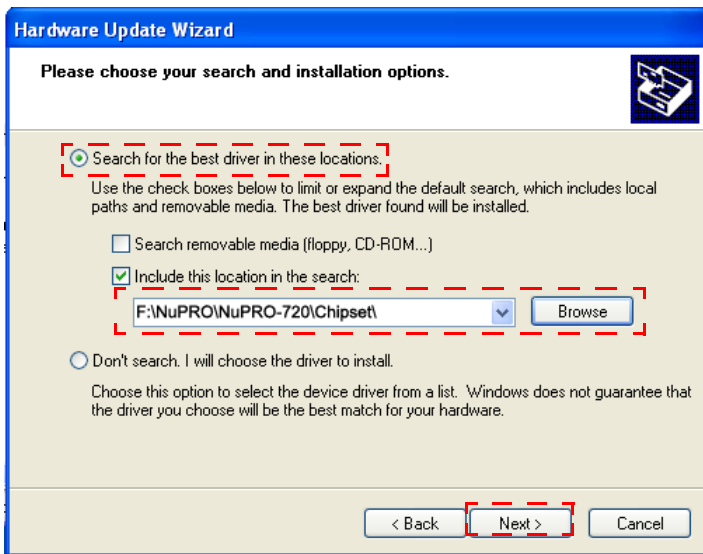 Hardware Update Wizard
Please choose your search and installation options.
Search for the best driver in these locations.
Use the check boxes below to limit or expand the default search, which includes local
paths and removable media. The best driver found will be installed.
Search removable media (floppy, CD-ROM...)
Include this location in the search:
F:\NuPRO\NuPRO-720\Chipset\
Browse
Don't search. I will choose the driver to install.
Choose this option to select the device driver from a list. Windows does not guarantee that
the driver you choose will be the best match for your hardware.
< Back Next > Cancel